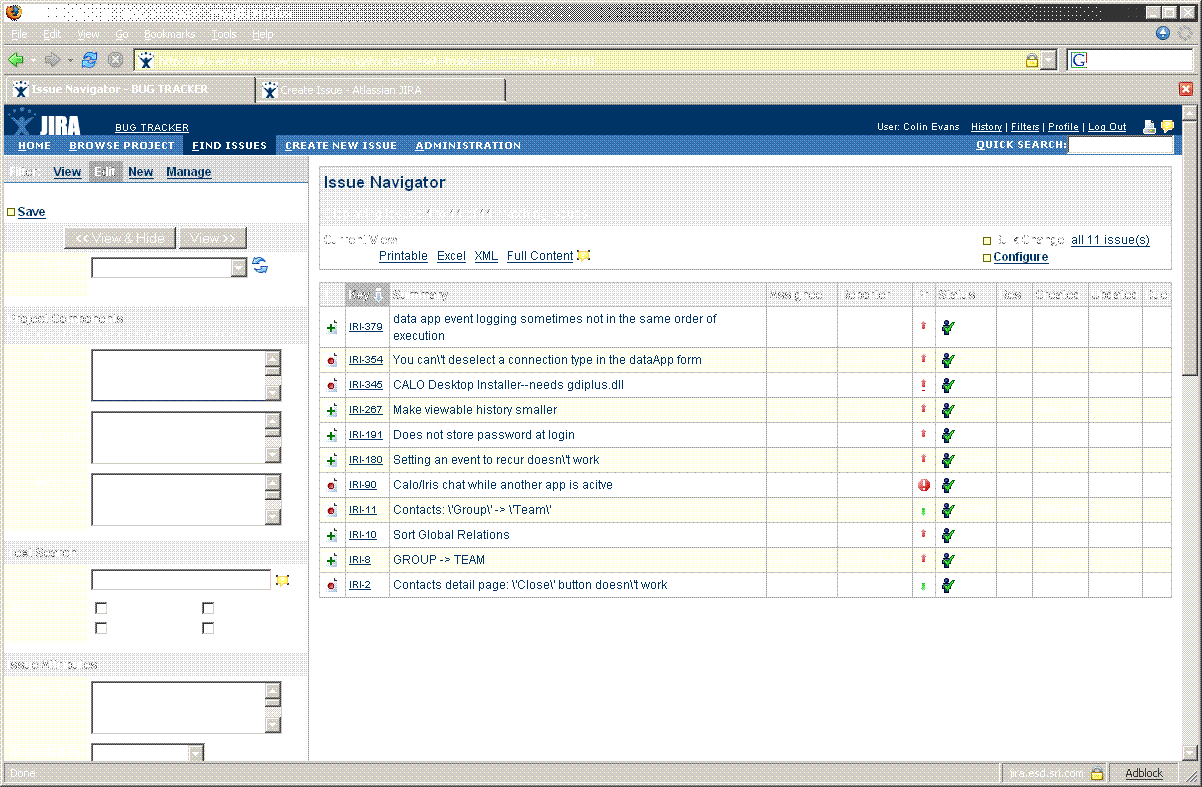 File Edit View Go Bookmarks Tools Help
G
Issue Navigator - BUG TRACKER
Create Issue - Atlassian JIRA
JIRA BUG TRACKER
User: Colin Evans History | Filters | Profile | Log Out
HOME BROWSE PROJECT FIND ISSUES CREATE NEW ISSUE ADMINISTRATION
QUICK SEARCH:
Filter: View Edit New Manage
Save
<< View & Hide View >>
Project Components
Text Search
Issue Attributes
Issue Navigator
Current View
Printable Excel XML Full Content
Bulk Change: all 11 issue(s)
Configure
Key Summary Assignee Reporter Pr Status Res Created Updated Due
IRI-379 data app event logging sometimes not in the same order of
execution
IRI-354 You can\'t deselect a connection type in the dataApp form
IRI-345 CALO Desktop Installer--needs gdiplus.dll
IRI-267 Make viewable history smaller
IRI-191 Does not store password at login
IRI-180 Setting an event to recur doesn\'t work
IRI-90 Calo/Iris chat while another app is acitve
IRI-11 Contacts: \'Group\' -> \'Team\'
IRI-10 Sort Global Relations
IRI-8 GROUP -> TEAM
IRI-2 Contacts detail page: \'Close\' button doesn\'t work
Done
jira.esd.sri.com
Adblock